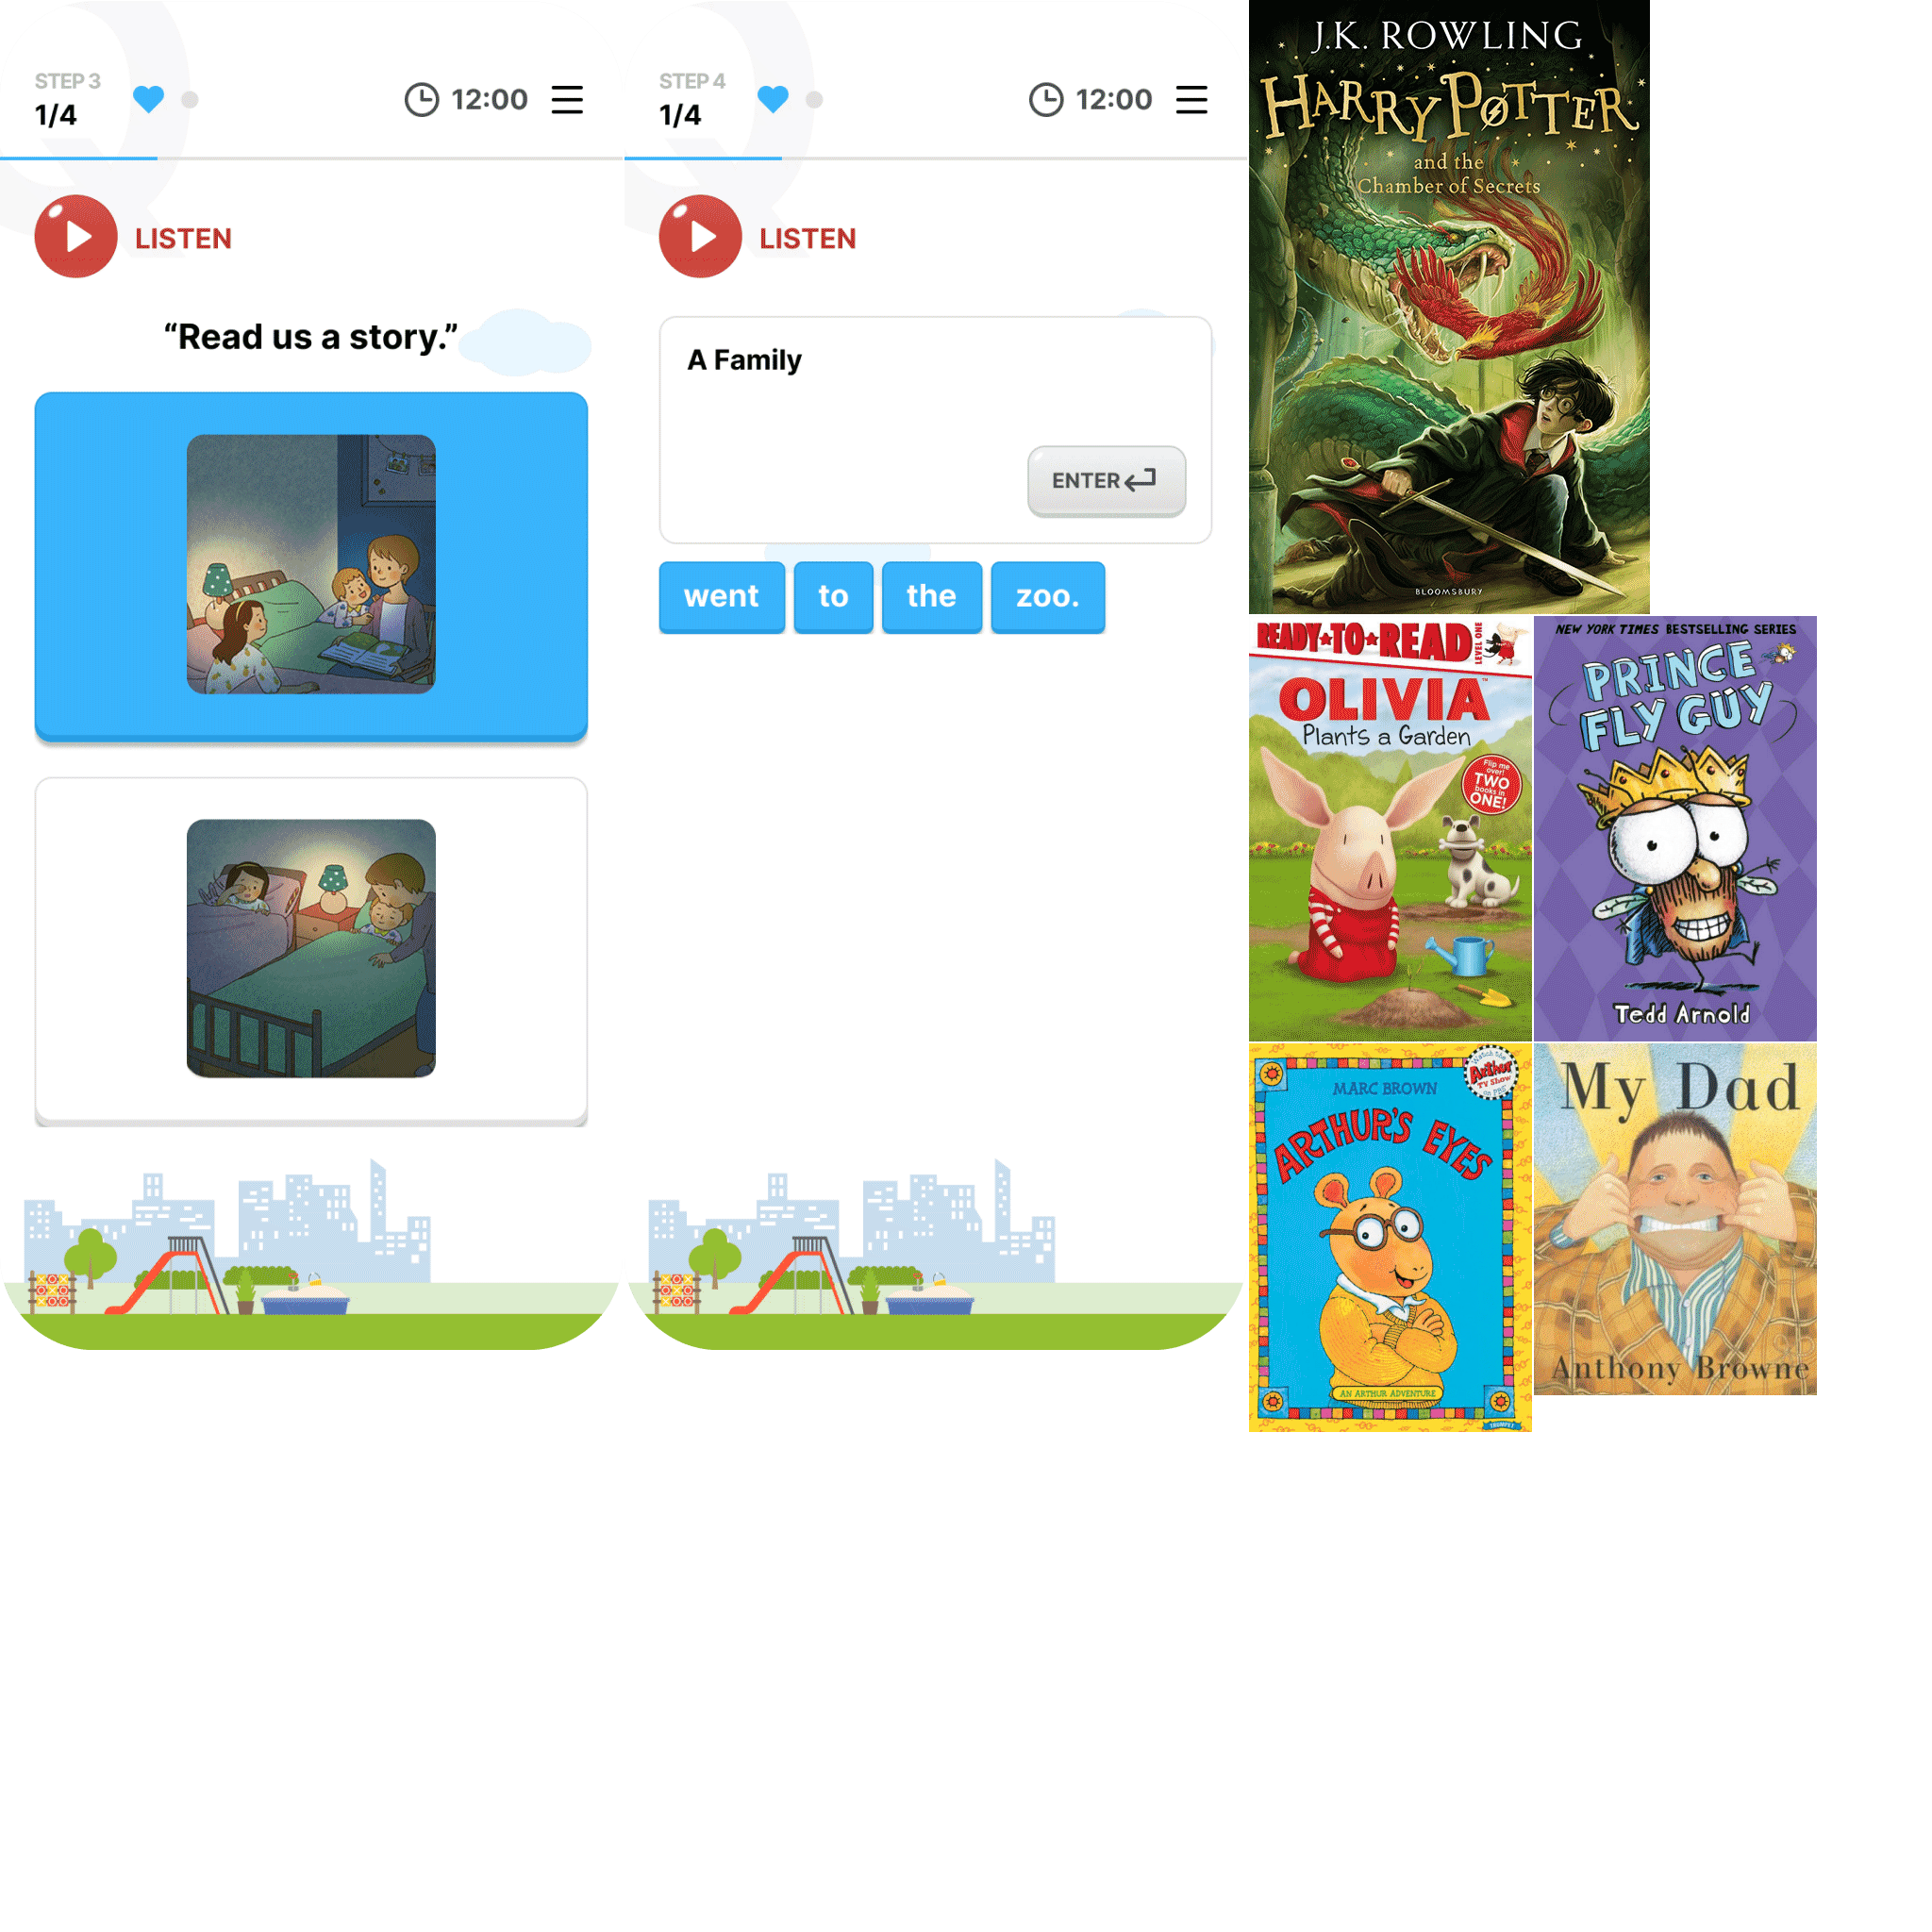 STEP 3
1/4
12:00
LISTEN
“Read us a story.”
STEP 4
1/4
12:00
LISTEN
A Family
ENTER
went to the zoo.
J.K. ROWLING
HARRY POTTER
and the
Chamber of Secrets
BLOOMSBURY
READY★TO★READ
LEVEL ONE
OLIVIA™
Plants a Garden
Flip me
over!
TWO
books in
ONE!
NEW YORK TIMES BESTSELLING SERIES
PRINCE
FLY GUY
Tedd Arnold
Watch the
Arthur
TV Show
on PBS
MARC BROWN
ARTHUR'S EYES
AN ARTHUR ADVENTURE
My Dad
Anthony Browne